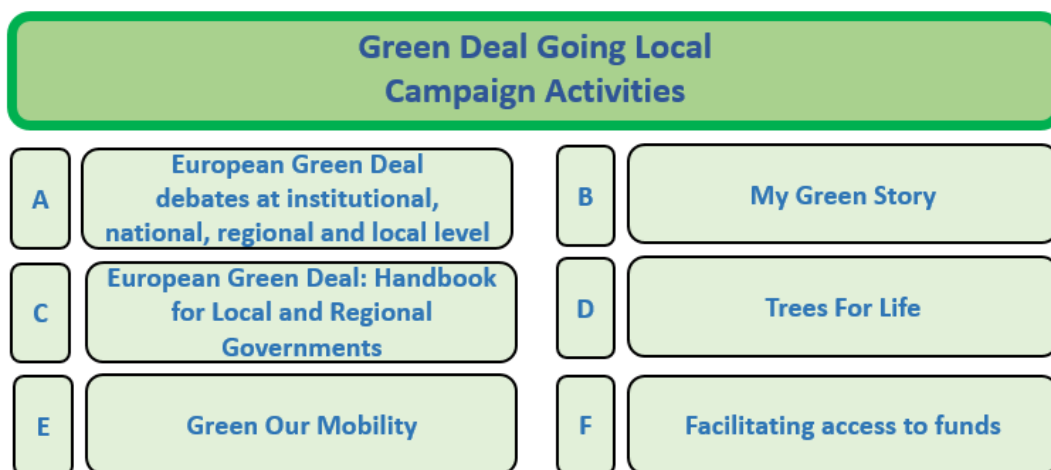 Green Deal Going Local
Campaign Activities
A
European Green Deal
debates at institutional,
national, regional and local level
B
My Green Story
C
European Green Deal: Handbook
for Local and Regional
Governments
D
Trees For Life
E
Green Our Mobility
F
Facilitating access to funds